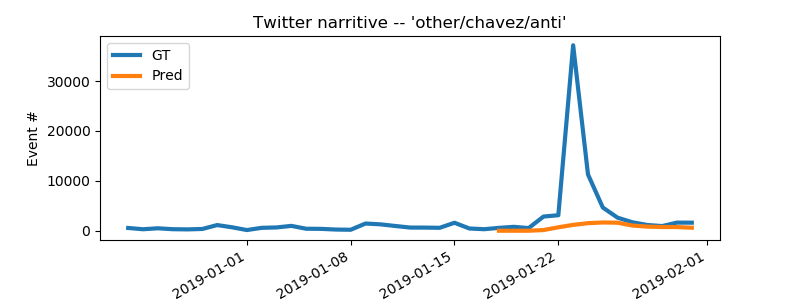 Twitter narritive -- 'other/chavez/anti'
GT
Pred
Event #
30000
20000
10000
0
2019-01-01
2019-01-08
2019-01-15
2019-01-22
2019-02-01